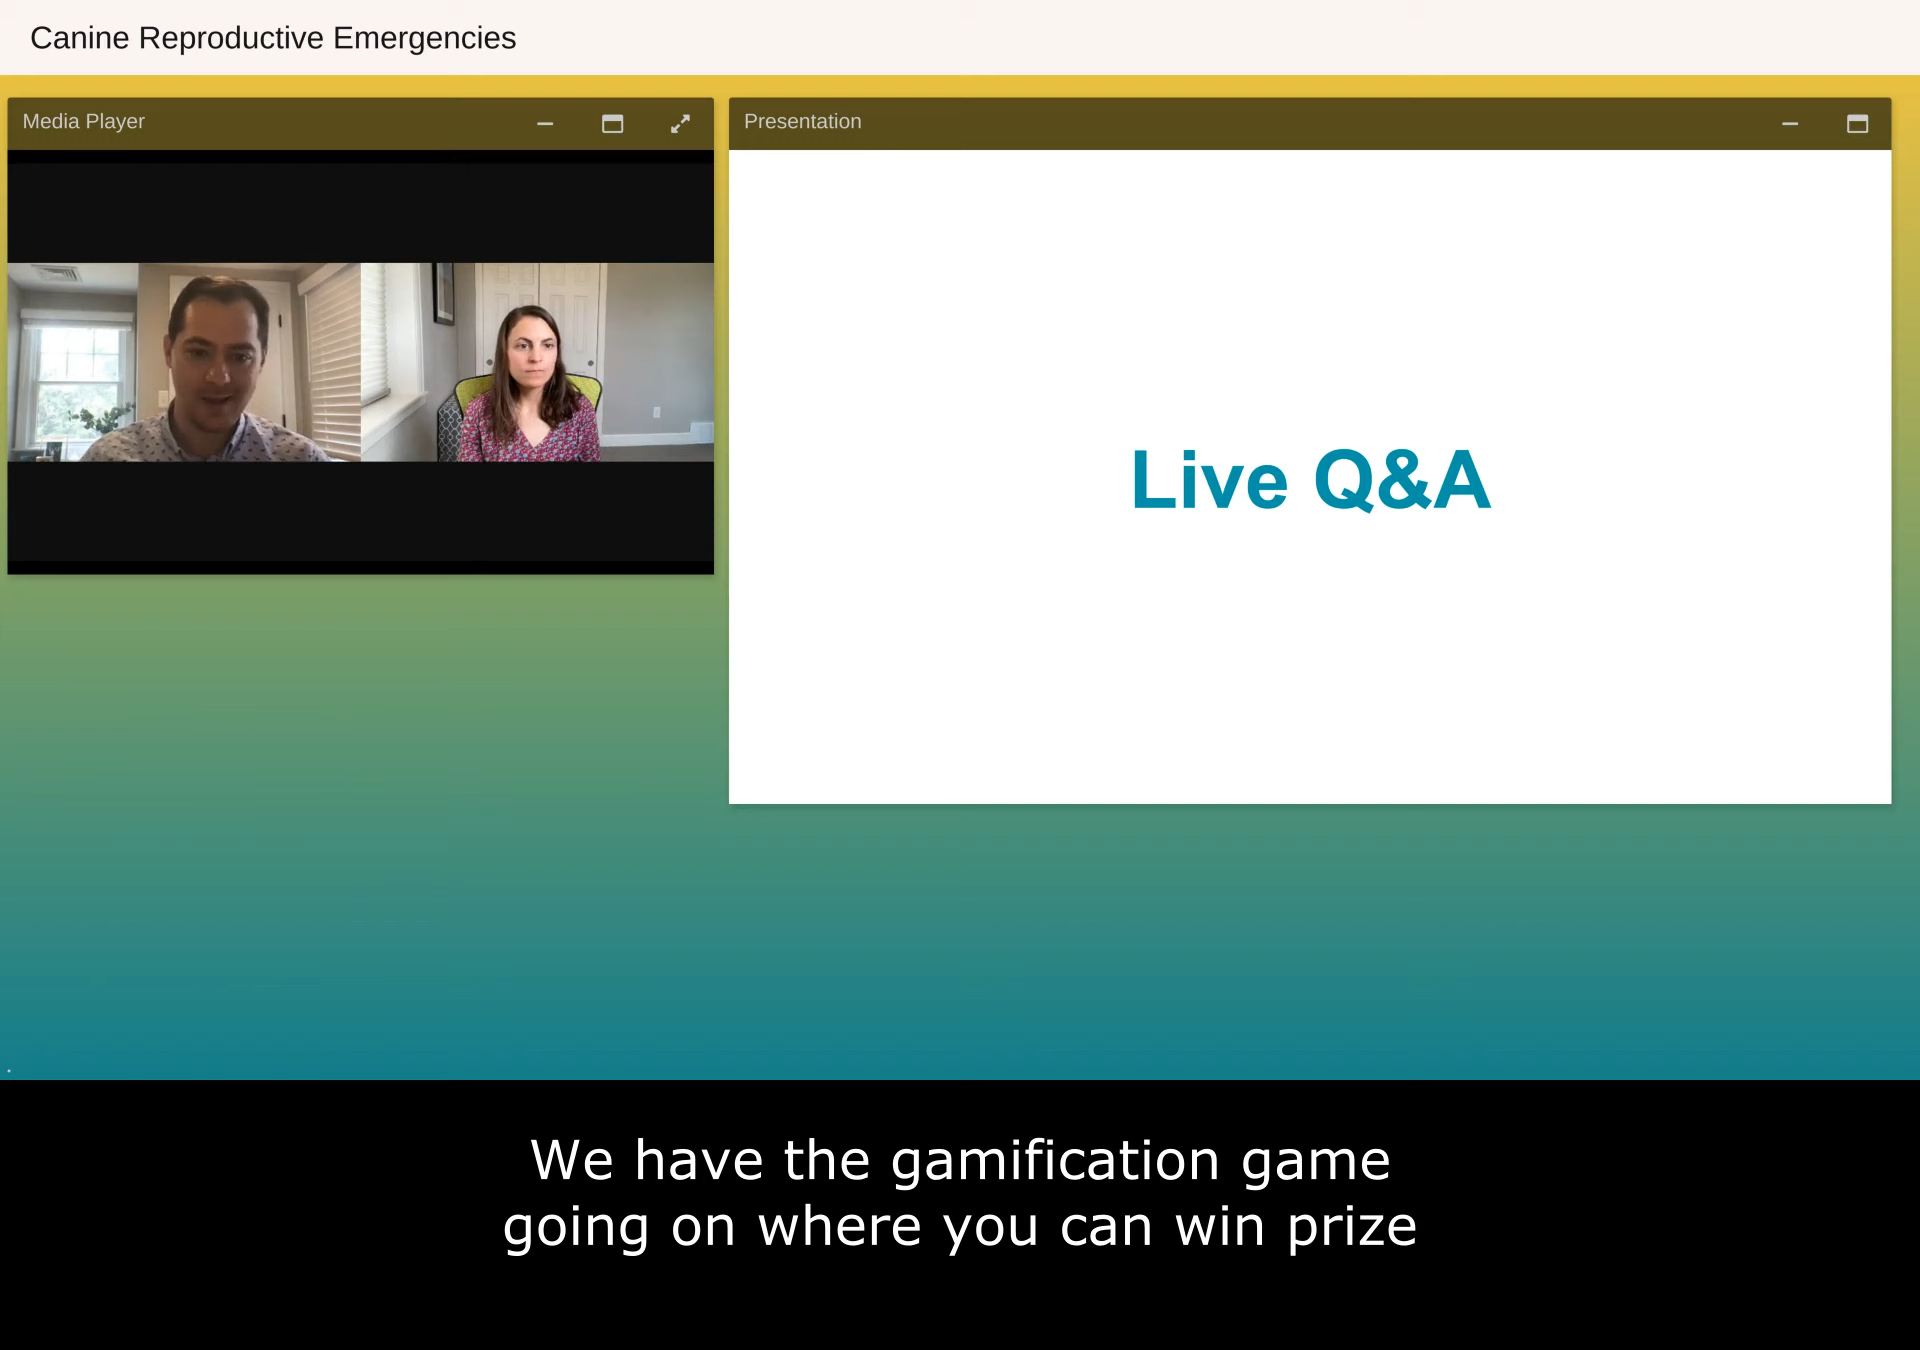 Canine Reproductive Emergencies
Media Player
Presentation
Live Q&A
We have the gamification game
going on where you can win prize